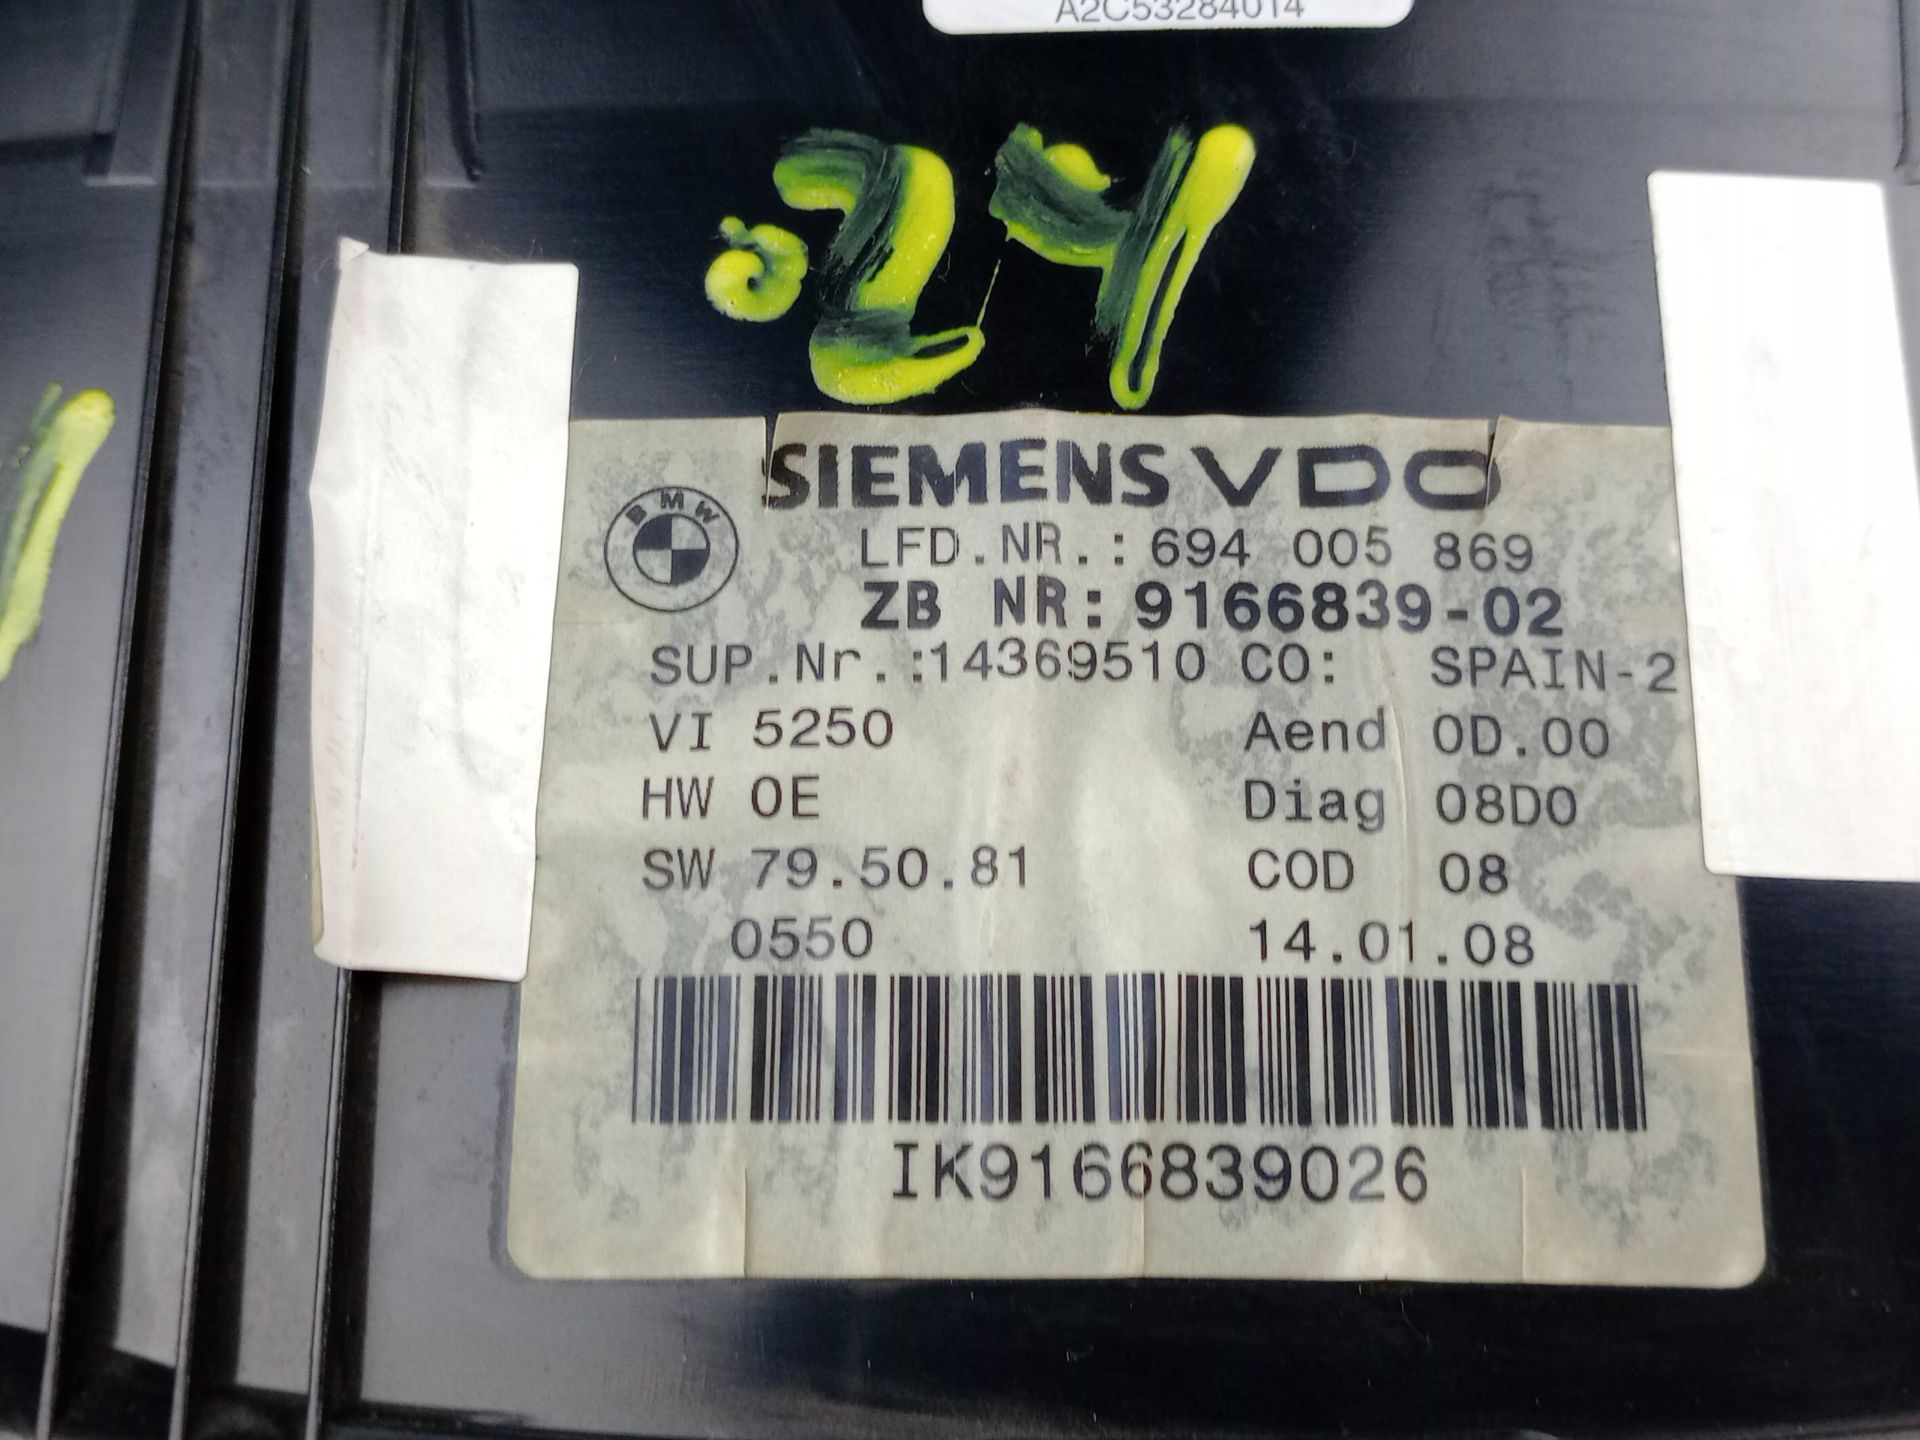 A2C53284014
24
BMW
SIEMENS VDO
LFD.NR.: 694 005 869
ZB NR: 9166839-02
SUP.Nr.:14369510 CO: SPAIN-2
VI 5250 Aend 0D.00
HW 0E Diag 08D0
SW 79.50.81 COD 08
0550 14.01.08
IK9166839026